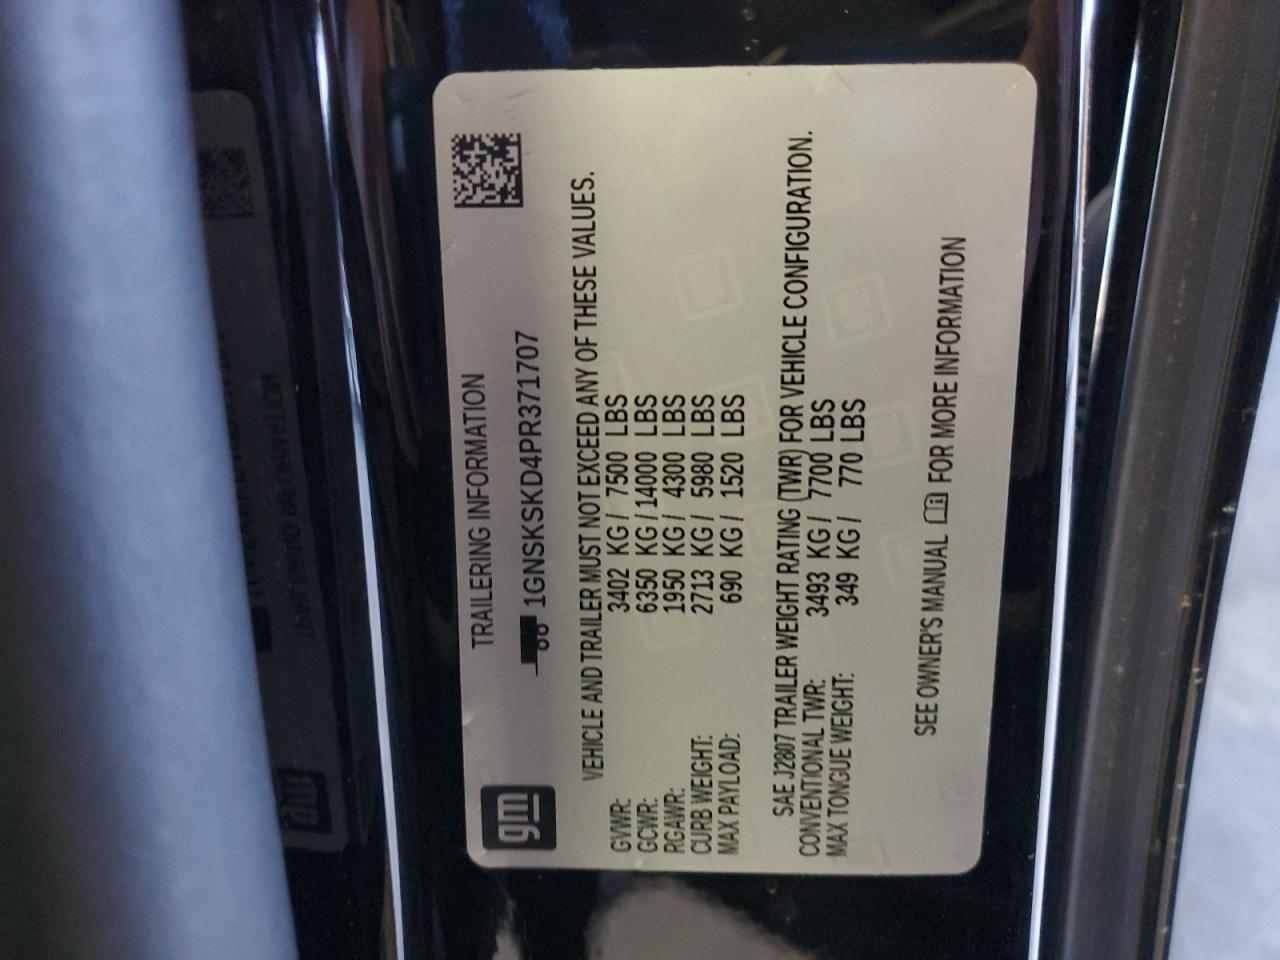 gm
TRAILERING INFORMATION
1GNSKSKD4PR371707
VEHICLE AND TRAILER MUST NOT EXCEED ANY OF THESE VALUES.
GVWR: 3402 KG / 7500 LBS
GCWR: 6350 KG / 14000 LBS
RGAWR: 1950 KG / 4300 LBS
CURB WEIGHT: 2713 KG / 5980 LBS
MAX PAYLOAD: 690 KG / 1520 LBS
SAE J2807 TRAILER WEIGHT RATING (TWR) FOR VEHICLE CONFIGURATION.
CONVENTIONAL TWR: 3493 KG / 7700 LBS
MAX TONGUE WEIGHT: 349 KG / 770 LBS
SEE OWNER'S MANUAL FOR MORE INFORMATION